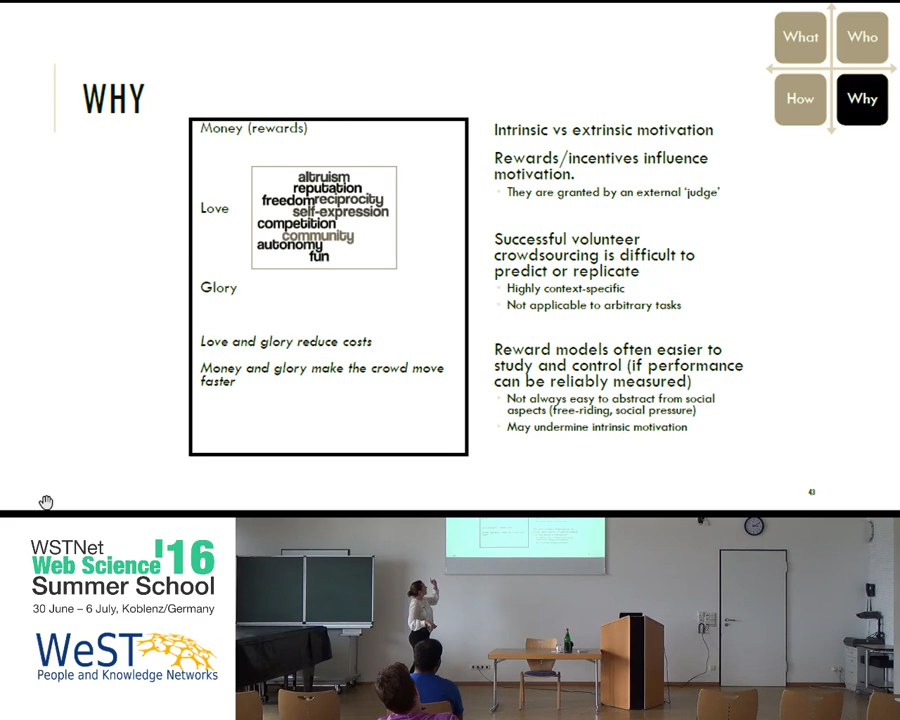 What
Who
How
Why
WHY
Money (rewards)
Love
altruism
reputation
freedom reciprocity
self-expression
competition
community
autonomy
fun
Glory
Love and glory reduce costs
Money and glory make the crowd move
faster
Intrinsic vs extrinsic motivation
Rewards/incentives influence
motivation.
They are granted by an external ‘judge’
Successful volunteer
crowdsourcing is difficult to
predict or replicate
Highly context-specific
Not applicable to arbitrary tasks
Reward models often easier to
study and control (if performance
can be reliably measured)
Not always easy to abstract from social
aspects (free-riding, social pressure)
May undermine intrinsic motivation
43
WSTNet
Web Science '16
Summer School
30 June – 6 July, Koblenz/Germany
WeST
People and Knowledge Networks